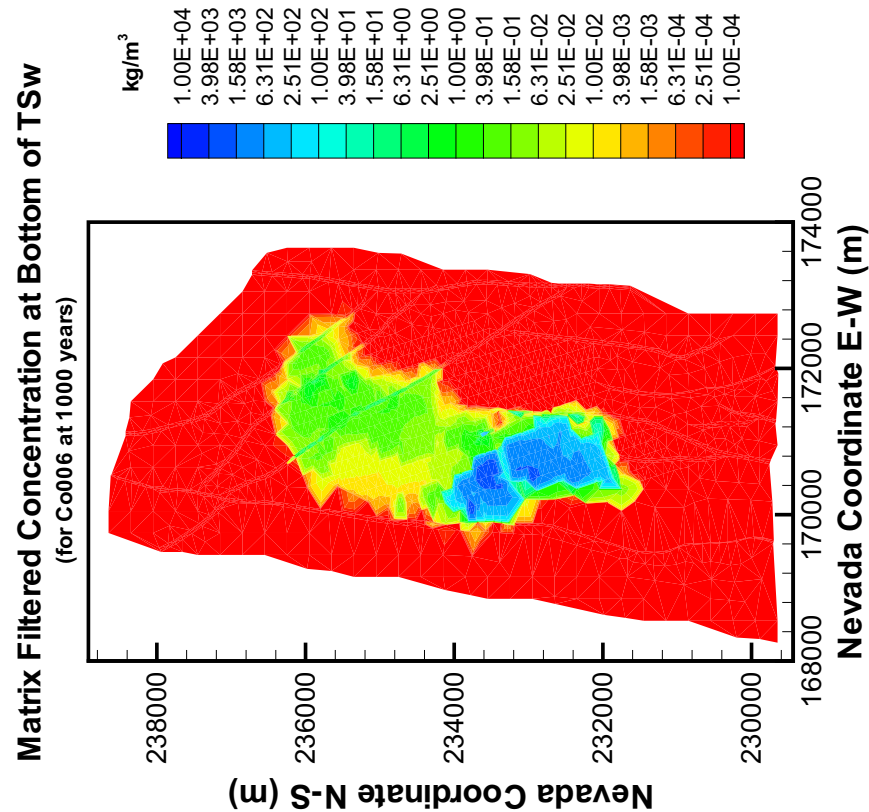 Matrix Filtered Concentration at Bottom of TSw
(for Co006 at 1000 years)
kg/m³
1.00E+04
3.98E+03
1.58E+03
6.31E+02
2.51E+02
1.00E+02
3.98E+01
1.58E+01
6.31E+00
2.51E+00
1.00E+00
3.98E-01
1.58E-01
6.31E-02
2.51E-02
1.00E-02
3.98E-03
1.58E-03
6.31E-04
2.51E-04
1.00E-04
Nevada Coordinate N-S (m)
238000
236000
234000
232000
230000
168000
170000
172000
174000
Nevada Coordinate E-W (m)